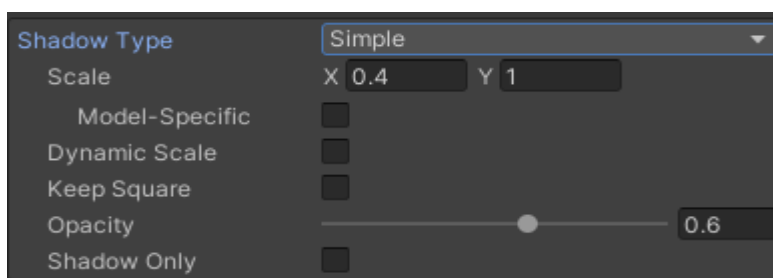 Shadow Type Simple
Scale X 0.4 Y 1
Model-Specific
Dynamic Scale
Keep Square
Opacity 0.6
Shadow Only